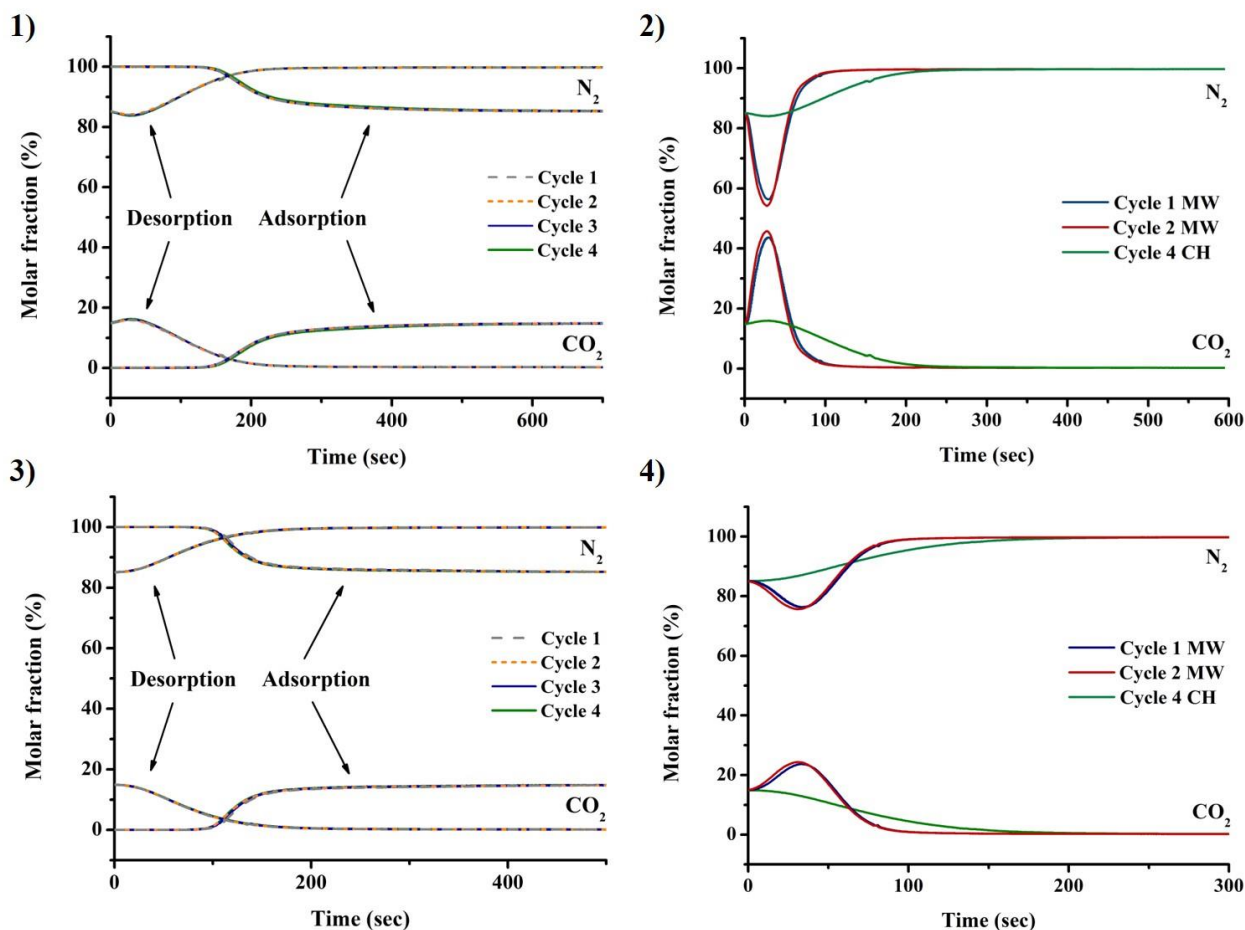 1)
Molar fraction (%)
100
80
60
40
20
0
N2
Cycle 1
Cycle 2
Cycle 3
Cycle 4
Desorption
Adsorption
CO2
0
200
400
600
Time (sec)
2)
Molar fraction (%)
100
80
60
40
20
0
N2
Cycle 1 MW
Cycle 2 MW
Cycle 4 CH
CO2
0
100
200
300
400
500
600
Time (sec)
3)
Molar fraction (%)
100
80
60
40
20
0
N2
Cycle 1
Cycle 2
Cycle 3
Cycle 4
Desorption
Adsorption
CO2
0
200
400
Time (sec)
4)
Molar fraction (%)
100
80
60
40
20
0
N2
Cycle 1 MW
Cycle 2 MW
Cycle 4 CH
CO2
0
100
200
300
Time (sec)